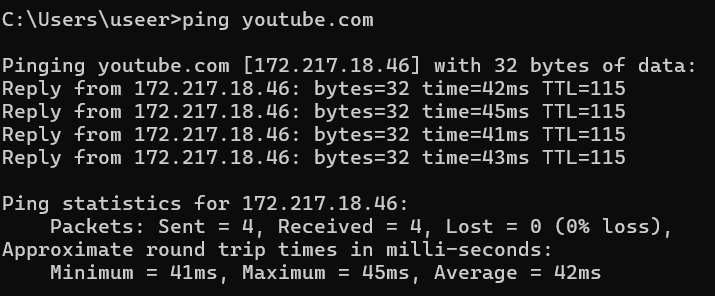 C:\Users\useer>ping youtube.com
Pinging youtube.com [172.217.18.46] with 32 bytes of data:
Reply from 172.217.18.46: bytes=32 time=42ms TTL=115
Reply from 172.217.18.46: bytes=32 time=45ms TTL=115
Reply from 172.217.18.46: bytes=32 time=41ms TTL=115
Reply from 172.217.18.46: bytes=32 time=43ms TTL=115
Ping statistics for 172.217.18.46:
    Packets: Sent = 4, Received = 4, Lost = 0 (0% loss),
Approximate round trip times in milli-seconds:
    Minimum = 41ms, Maximum = 45ms, Average = 42ms